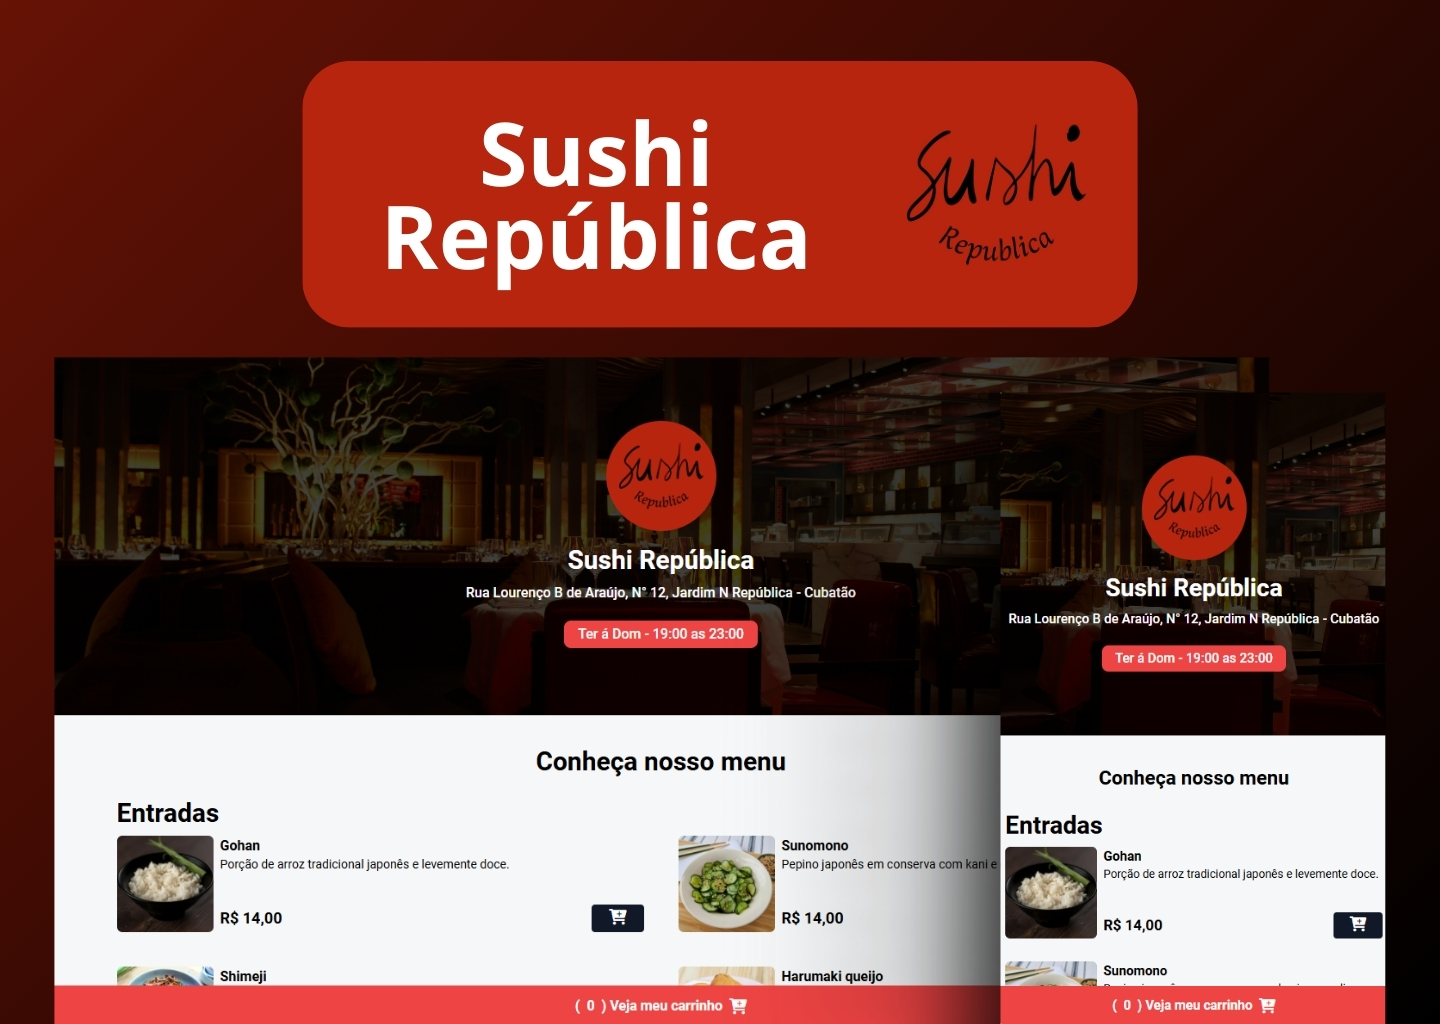 Sushi
República
Sushi
Republica
Sushi
Republica
Sushi República
Rua Lourenço B de Araújo, N° 12, Jardim N República - Cubatão
Ter á Dom - 19:00 as 23:00
Conheça nosso menu
Entradas
Gohan
Porção de arroz tradicional japonês e levemente doce.
R$ 14,00
Sunomono
Pepino japonês em conserva com kani e
R$ 14,00
Shimeji
Harumaki queijo
( 0 ) Veja meu carrinho
Sushi
Republica
Sushi República
Rua Lourenço B de Araújo, N° 12, Jardim N República - Cubatão
Ter á Dom - 19:00 as 23:00
Conheça nosso menu
Entradas
Gohan
Porção de arroz tradicional japonês e levemente doce.
R$ 14,00
Sunomono
( 0 ) Veja meu carrinho